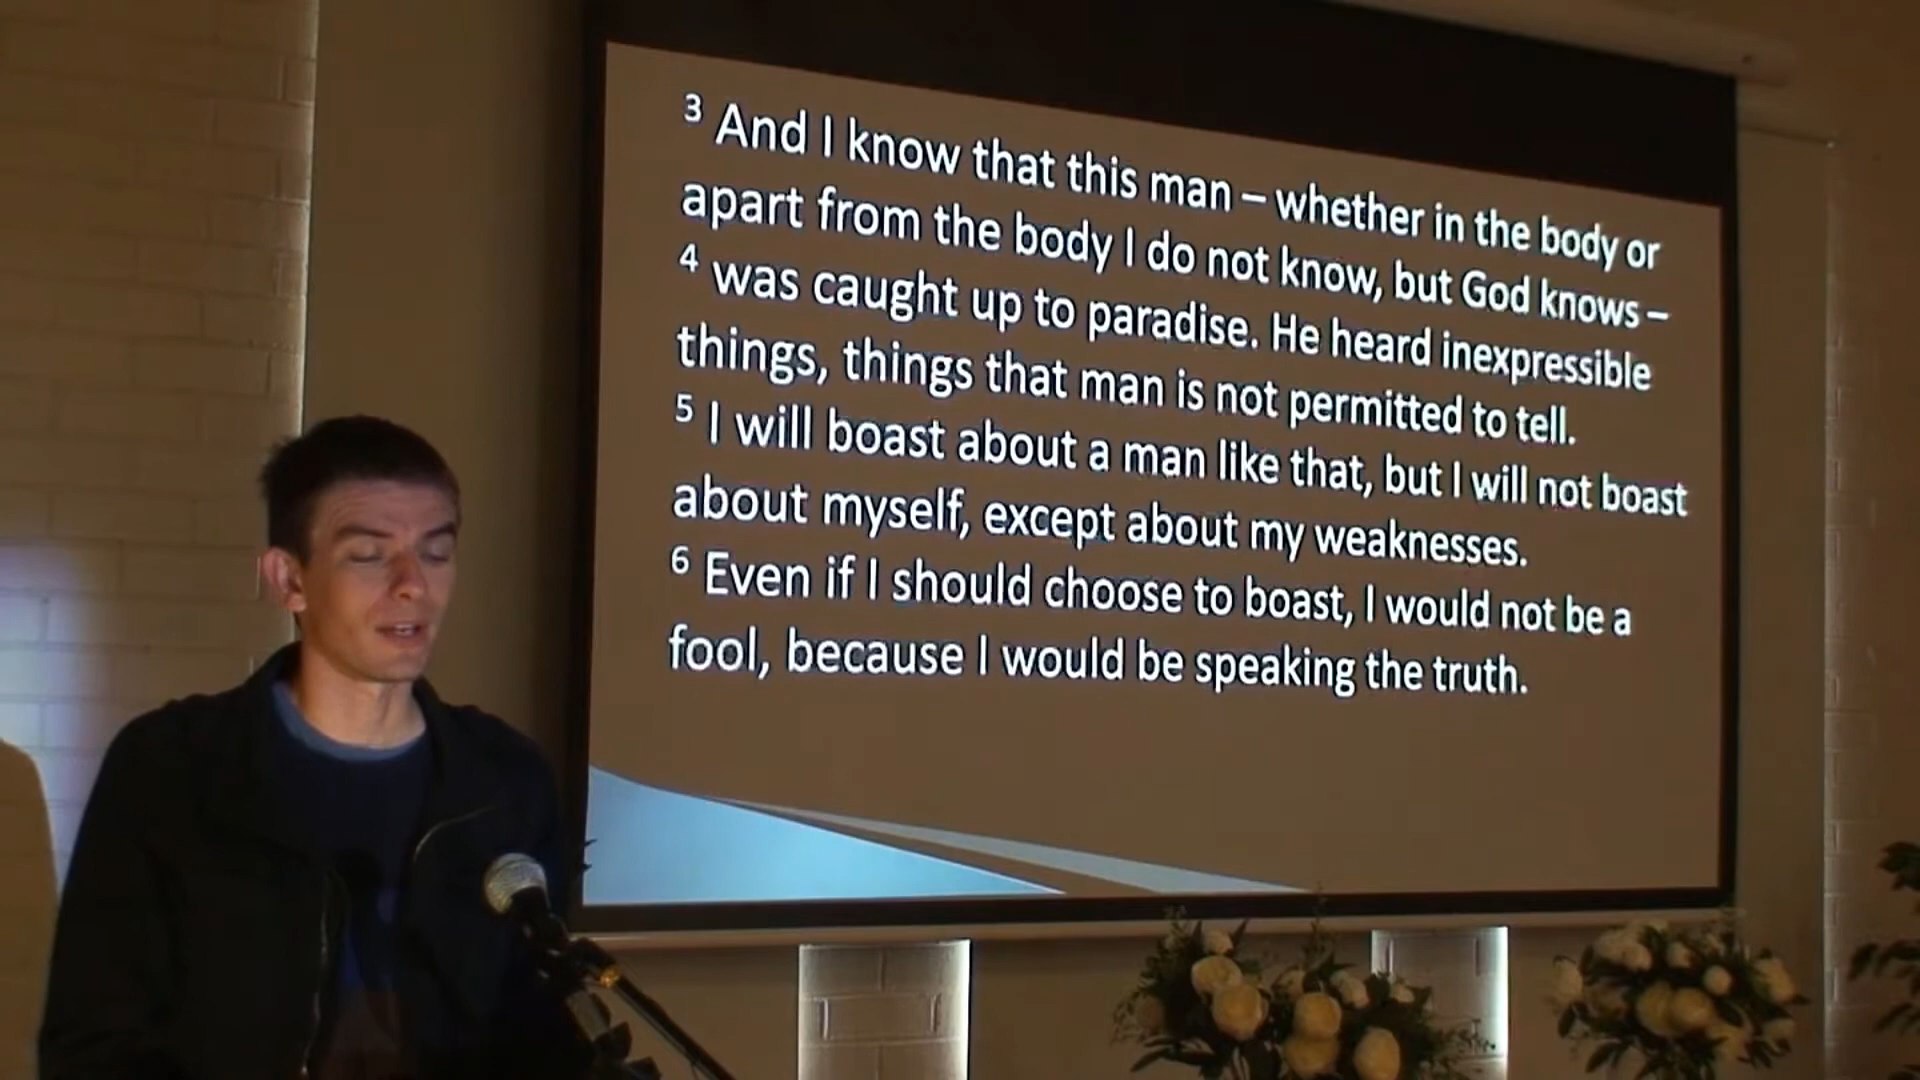 3 And I know that this man – whether in the body or
apart from the body I do not know, but God knows –
4 was caught up to paradise. He heard inexpressible
things, things that man is not permitted to tell.
5 I will boast about a man like that, but I will not boast
about myself, except about my weaknesses.
6 Even if I should choose to boast, I would not be a
fool, because I would be speaking the truth.